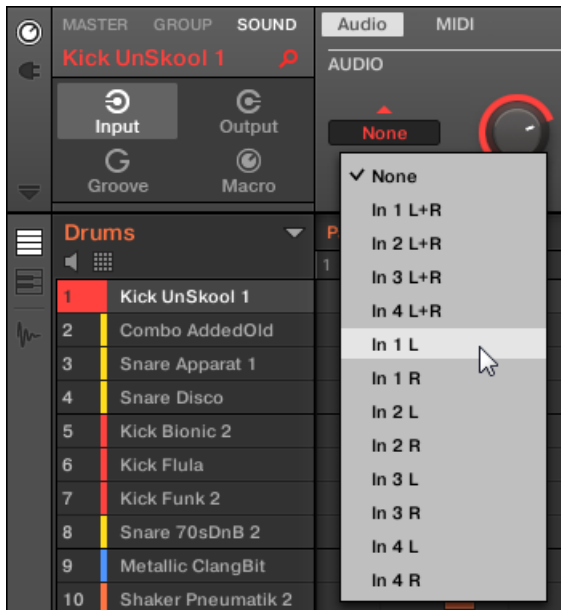 MASTER GROUP SOUND
Kick UnSkool 1
Input
Output
Groove
Macro
Audio MIDI
AUDIO
None
None
In 1 L+R
In 2 L+R
In 3 L+R
In 4 L+R
In 1 L
In 1 R
In 2 L
In 2 R
In 3 L
In 3 R
In 4 L
In 4 R
Drums
1 Kick UnSkool 1
2 Combo AddedOld
3 Snare Apparat 1
4 Snare Disco
5 Kick Bionic 2
6 Kick Flula
7 Kick Funk 2
8 Snare 70sDnB 2
9 Metallic ClangBit
10 Shaker Pneumatik 2
1